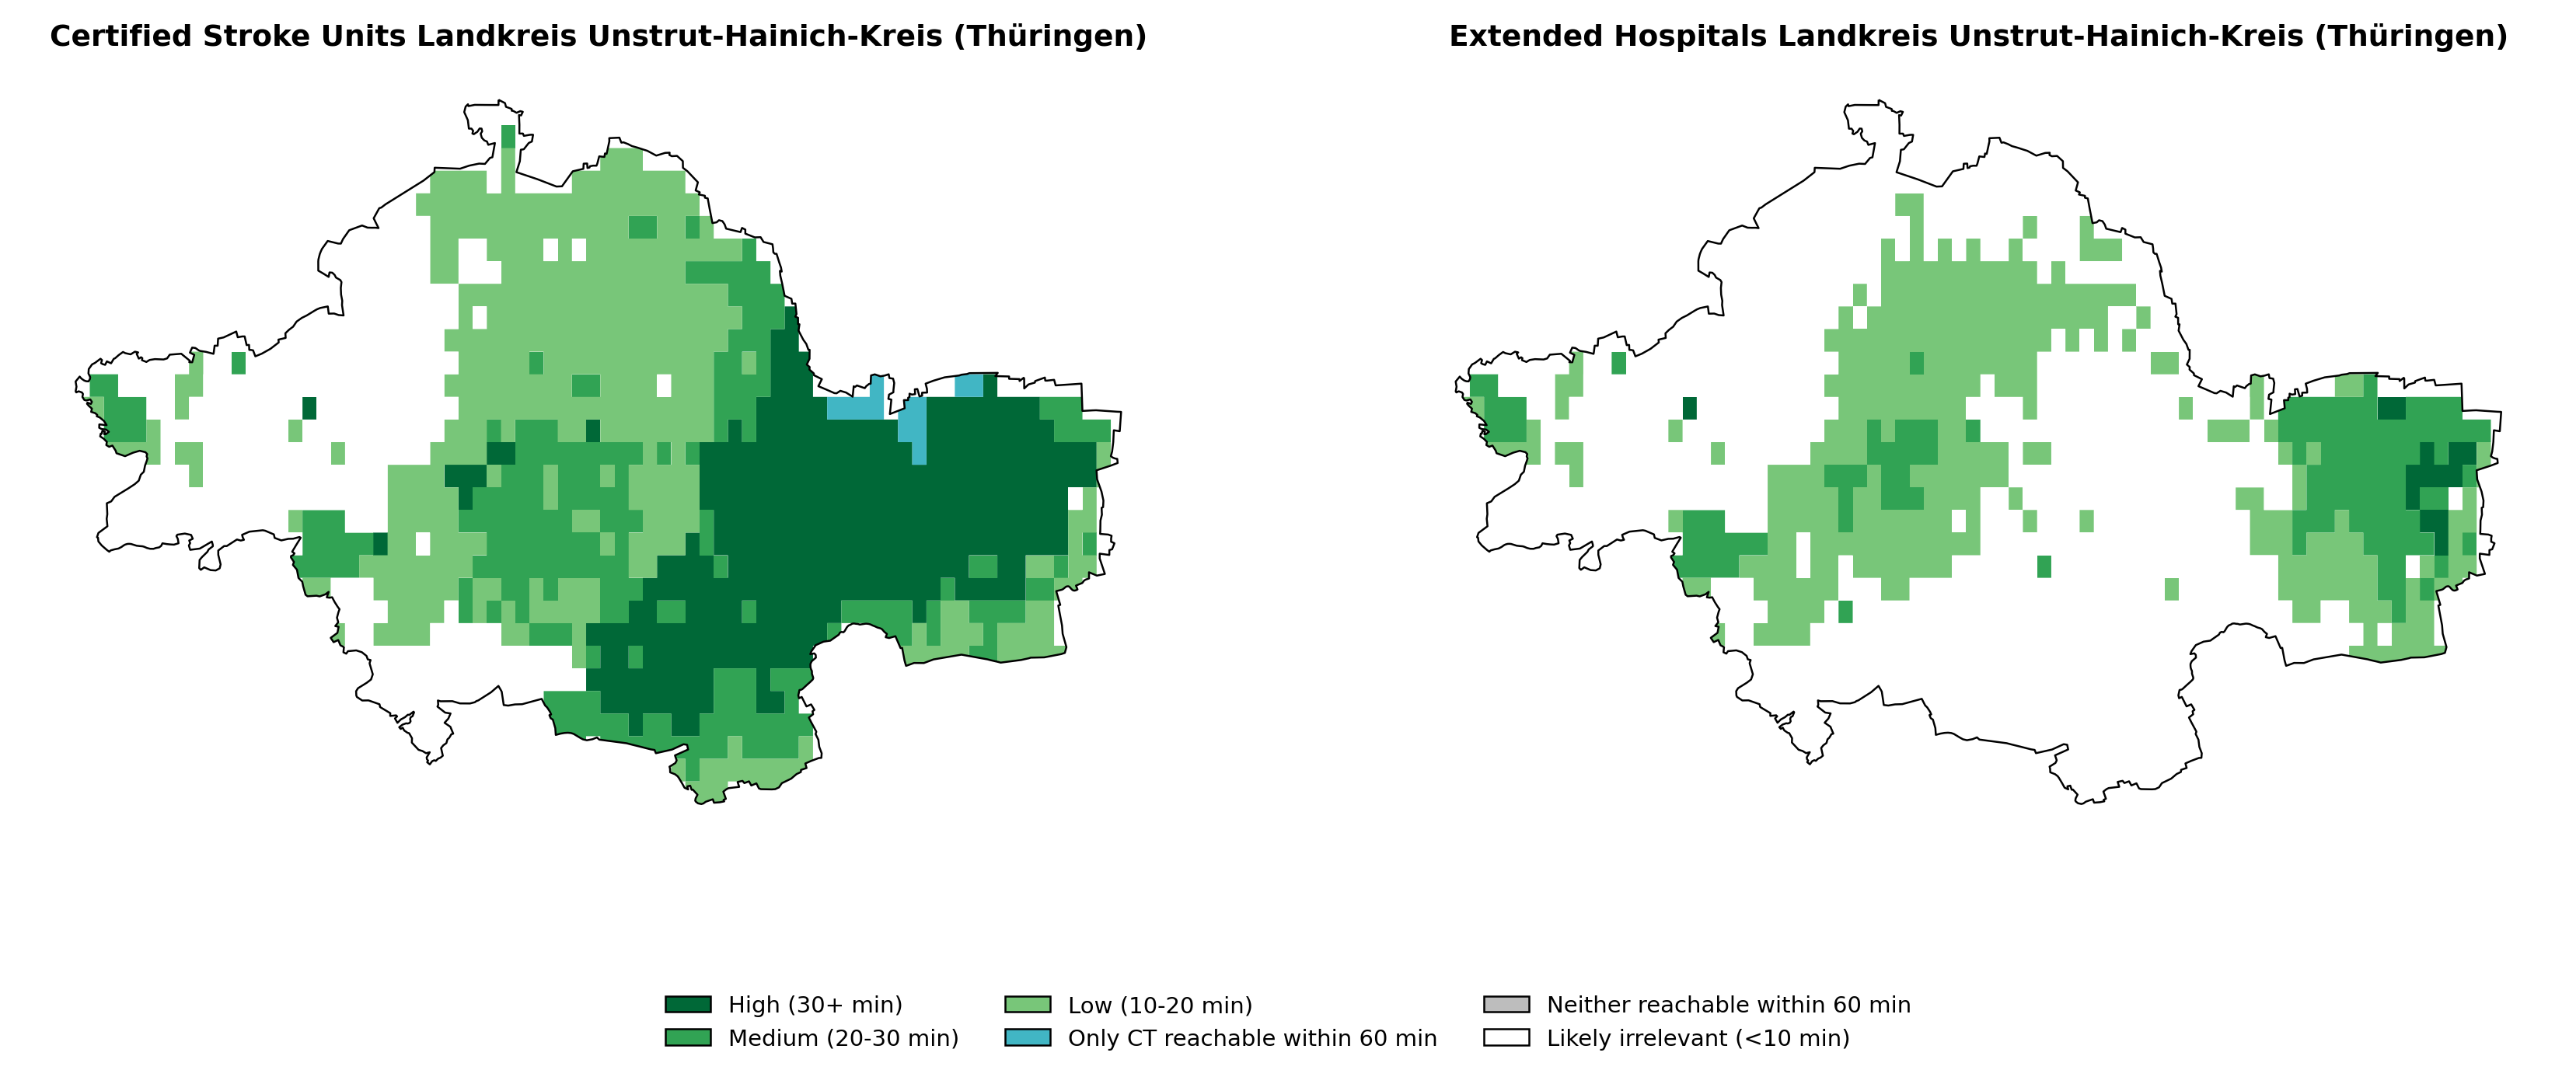 Certified Stroke Units Landkreis Unstrut-Hainich-Kreis (Thüringen)
Extended Hospitals Landkreis Unstrut-Hainich-Kreis (Thüringen)
High (30+ min)
Medium (20-30 min)
Low (10-20 min)
Only CT reachable within 60 min
Neither reachable within 60 min
Likely irrelevant (<10 min)